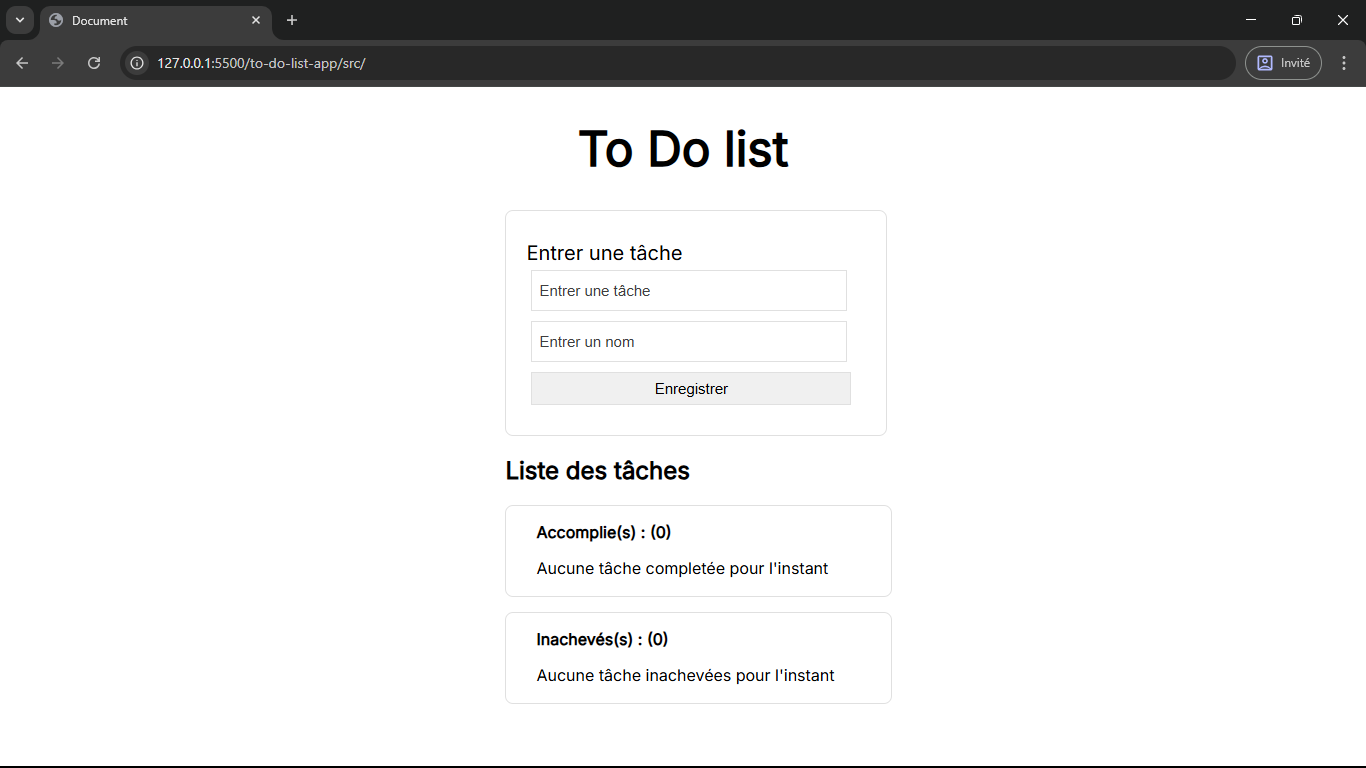 Document
127.0.0.1:5500/to-do-list-app/src/
Invité
To Do list
Entrer une tâche
Entrer une tâche
Entrer un nom
Enregistrer
Liste des tâches
Accomplie(s) : (0)
Aucune tâche completée pour l'instant
Inachevés(s) : (0)
Aucune tâche inachevées pour l'instant